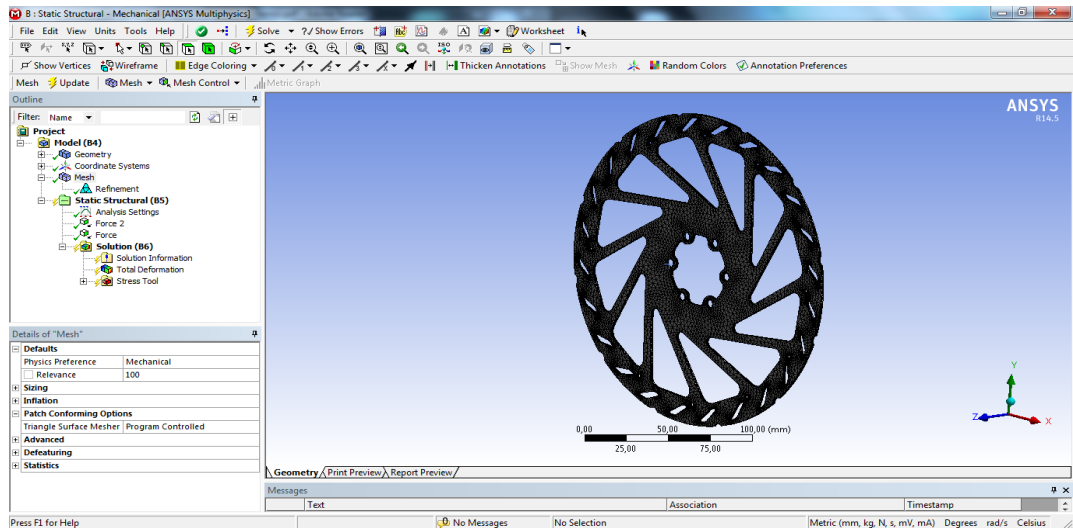 B : Static Structural - Mechanical [ANSYS Multiphysics]
File Edit View Units Tools Help Solve ?/ Show Errors Worksheet
Show Vertices Wireframe Edge Coloring Thicken Annotations Show Mesh Random Colors Annotation Preferences
Mesh Update Mesh Mesh Control Metric Graph
Outline
Filter: Name
Project
Model (B4)
Geometry
Coordinate Systems
Mesh
Refinement
Static Structural (B5)
Analysis Settings
Force 2
Force
Solution (B6)
Solution Information
Total Deformation
Stress Tool
Details of "Mesh"
Defaults
Physics Preference Mechanical
Relevance 100
Sizing
Inflation
Patch Conforming Options
Triangle Surface Mesher Program Controlled
Advanced
Defeaturing
Statistics
ANSYS
R14.5
Y
Z X
0,00 50,00 100,00 (mm)
25,00 75,00
Geometry Print Preview Report Preview
Messages
Text Association Timestamp
Press F1 for Help 0 No Messages No Selection Metric (mm, kg, N, s, mV, mA) Degrees rad/s Celsius